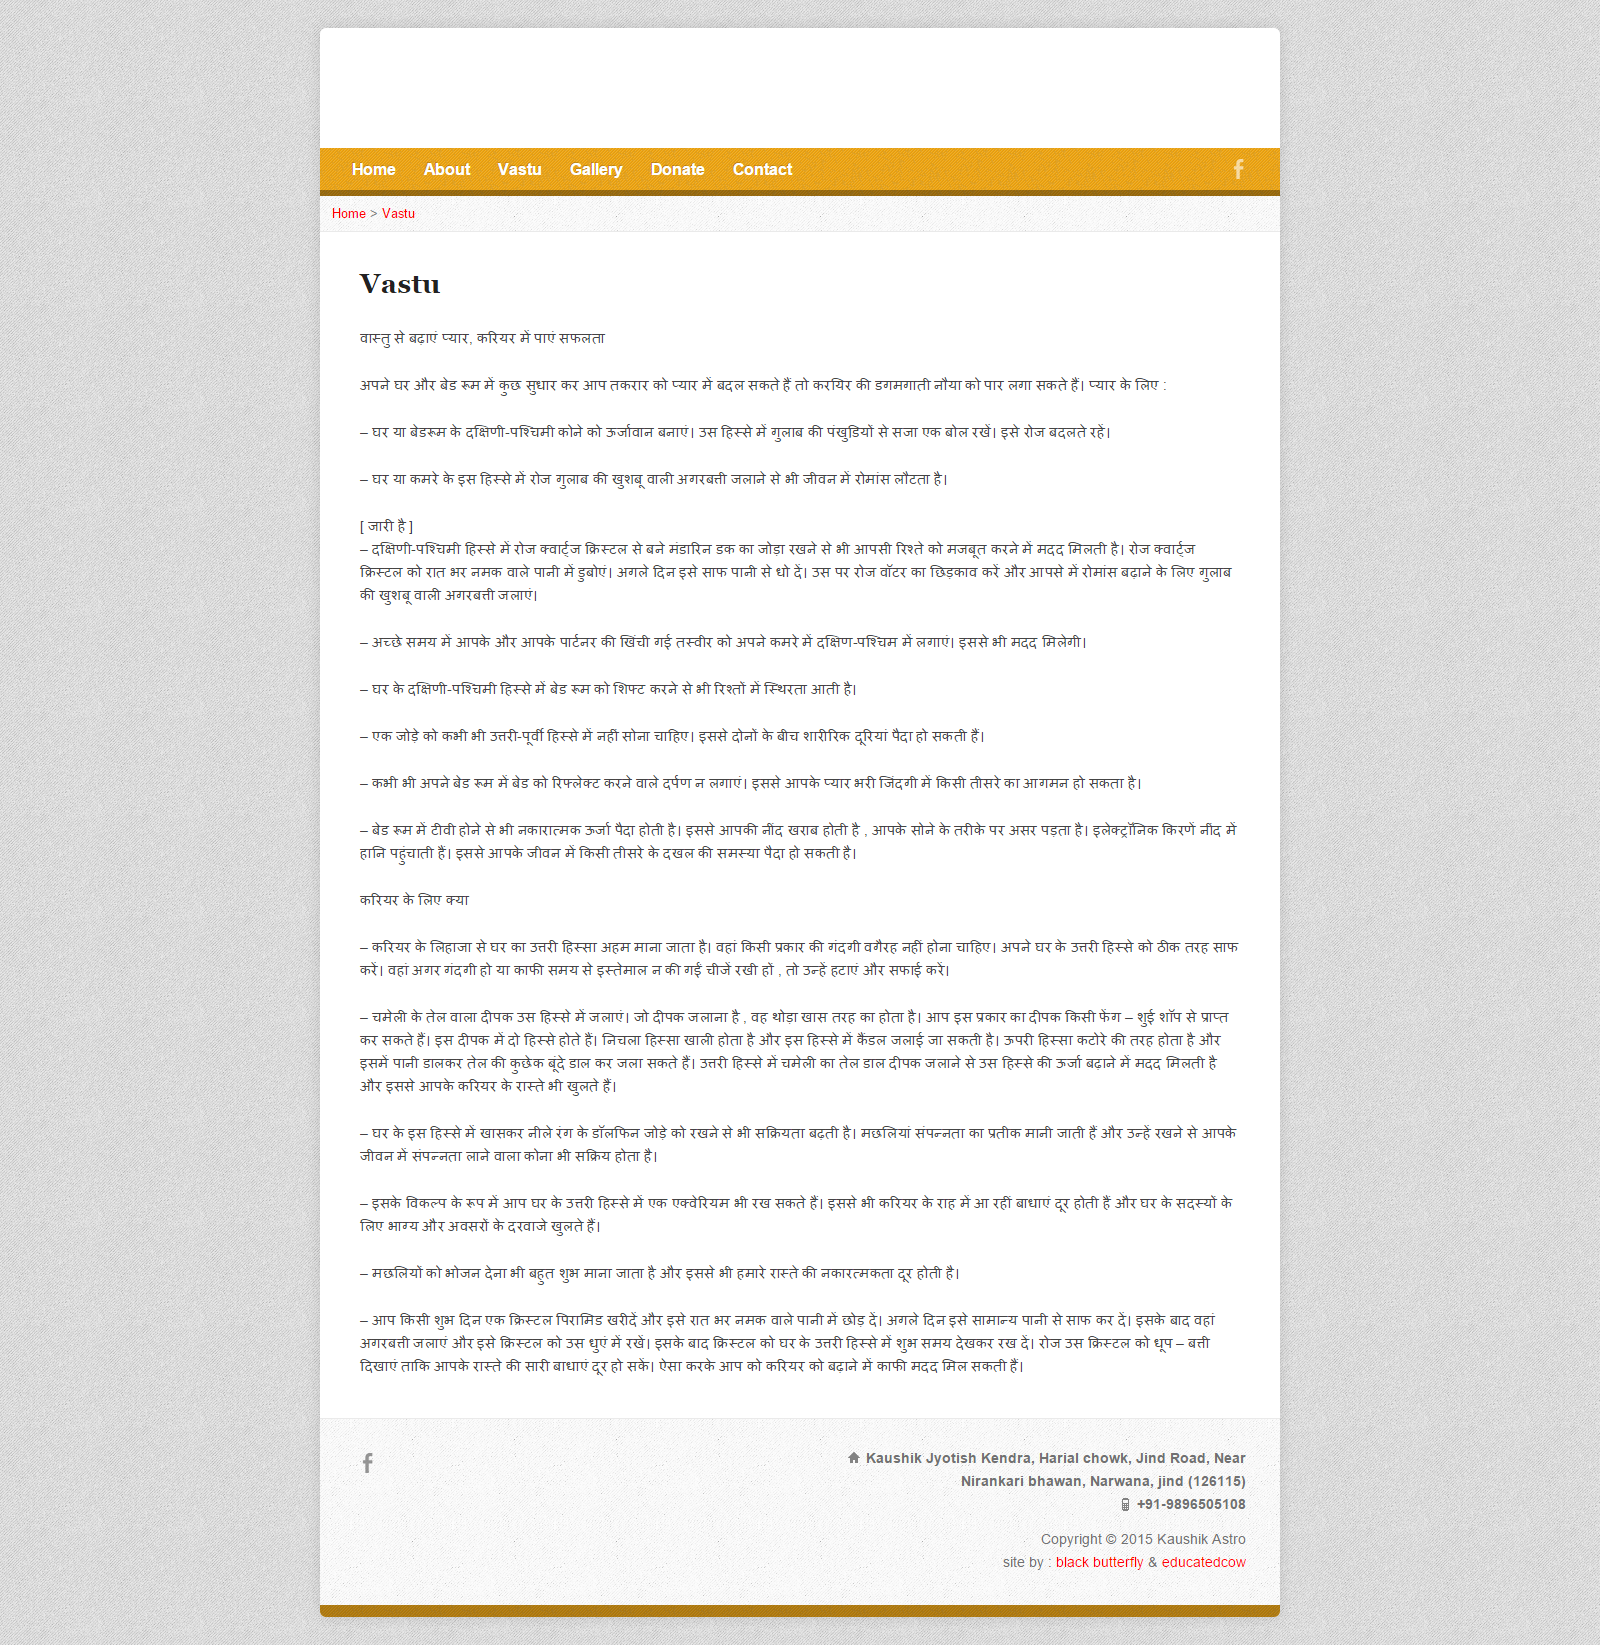 Home About Vastu Gallery Donate Contact
Home > Vastu
Vastu
वास्तु से बढ़ाएं प्यार, करियर में पाएं सफलता
अपने घर और बेड रूम में कुछ सुधार कर आप तकरार को प्यार में बदल सकते हैं तो करयिर की डगमगाती नौया को पार लगा सकते हैं। प्यार के लिए :
– घर या बेडरूम के दक्षिणी-पश्चिमी कोने को ऊर्जावान बनाएं। उस हिस्से में गुलाब की पंखुडियों से सजा एक बोल रखें। इसे रोज बदलते रहें।
– घर या कमरे के इस हिस्से में रोज गुलाब की खुशबू वाली अगरबत्ती जलाने से भी जीवन में रोमांस लौटता है।
[ जारी है ]
– दक्षिणी-पश्चिमी हिस्से में रोज क्वार्ट्ज क्रिस्टल से बने मंडारिन डक का जोड़ा रखने से भी आपसी रिश्ते को मजबूत करने में मदद मिलती है। रोज क्वार्ट्ज
क्रिस्टल को रात भर नमक वाले पानी में डुबोएं। अगले दिन इसे साफ पानी से धो दें। उस पर रोज वॉटर का छिड़काव करें और आपसे में रोमांस बढ़ाने के लिए गुलाब
की खुशबू वाली अगरबत्ती जलाएं।
– अच्छे समय में आपके और आपके पार्टनर की खिंची गई तस्वीर को अपने कमरे में दक्षिण-पश्चिम में लगाएं। इससे भी मदद मिलेगी।
– घर के दक्षिणी-पश्चिमी हिस्से में बेड रूम को शिफ्ट करने से भी रिश्तों में स्थिरता आती है।
– एक जोड़े को कभी भी उत्तरी-पूर्वी हिस्से में नहीं सोना चाहिए। इससे दोनों के बीच शारीरिक दूरियां पैदा हो सकती हैं।
– कभी भी अपने बेड रूम में बेड को रिफ्लेक्ट करने वाले दर्पण न लगाएं। इससे आपके प्यार भरी जिंदगी में किसी तीसरे का आगमन हो सकता है।
– बेड रूम में टीवी होने से भी नकारात्मक ऊर्जा पैदा होती है। इससे आपकी नींद खराब होती है , आपके सोने के तरीके पर असर पड़ता है। इलेक्ट्रॉनिक किरणें नींद में
हानि पहुंचाती हैं। इससे आपके जीवन में किसी तीसरे के दखल की समस्या पैदा हो सकती है।
करियर के लिए क्या
– करियर के लिहाजा से घर का उत्तरी हिस्सा अहम माना जाता है। वहां किसी प्रकार की गंदगी वगैरह नहीं होना चाहिए। अपने घर के उत्तरी हिस्से को ठीक तरह साफ
करें। वहां अगर गंदगी हो या काफी समय से इस्तेमाल न की गईं चीजें रखी हों , तो उन्हें हटाएं और सफाई करें।
– चमेली के तेल वाला दीपक उस हिस्से में जलाएं। जो दीपक जलाना है , वह थोड़ा खास तरह का होता है। आप इस प्रकार का दीपक किसी फेंग – शुई शॉप से प्राप्त
कर सकते हैं। इस दीपक में दो हिस्से होते हैं। निचला हिस्सा खाली होता है और इस हिस्से में कैंडल जलाई जा सकती है। ऊपरी हिस्सा कटोरे की तरह होता है और
इसमें पानी डालकर तेल की कुछेक बूंदे डाल कर जला सकते हैं। उत्तरी हिस्से में चमेली का तेल डाल दीपक जलाने से उस हिस्से की ऊर्जा बढ़ाने में मदद मिलती है
और इससे आपके करियर के रास्ते भी खुलते हैं।
– घर के इस हिस्से में खासकर नीले रंग के डॉलफिन जोड़े को रखने से भी सक्रियता बढ़ती है। मछलियां संपन्नता का प्रतीक मानी जाती हैं और उन्हें रखने से आपके
जीवन में संपन्नता लाने वाला कोना भी सक्रिय होता है।
– इसके विकल्प के रूप में आप घर के उत्तरी हिस्से में एक एक्वेरियम भी रख सकते हैं। इससे भी करियर के राह में आ रहीं बाधाएं दूर होती हैं और घर के सदस्यों के
लिए भाग्य और अवसरों के दरवाजे खुलते हैं।
– मछलियों को भोजन देना भी बहुत शुभ माना जाता है और इससे भी हमारे रास्ते की नकारत्मकता दूर होती है।
– आप किसी शुभ दिन एक क्रिस्टल पिरामिड खरीदें और इसे रात भर नमक वाले पानी में छोड़ दें। अगले दिन इसे सामान्य पानी से साफ कर दें। इसके बाद वहां
अगरबत्ती जलाएं और इसे क्रिस्टल को उस धुएं में रखें। इसके बाद क्रिस्टल को घर के उत्तरी हिस्से में शुभ समय देखकर रख दें। रोज उस क्रिस्टल को धूप – बत्ती
दिखाएं ताकि आपके रास्ते की सारी बाधाएं दूर हो सकें। ऐसा करके आप को करियर को बढ़ाने में काफी मदद मिल सकती हैं।
Kaushik Jyotish Kendra, Harial chowk, Jind Road, Near
Nirankari bhawan, Narwana, jind (126115)
+91-9896505108
Copyright © 2015 Kaushik Astro
site by : black butterfly & educatedcow